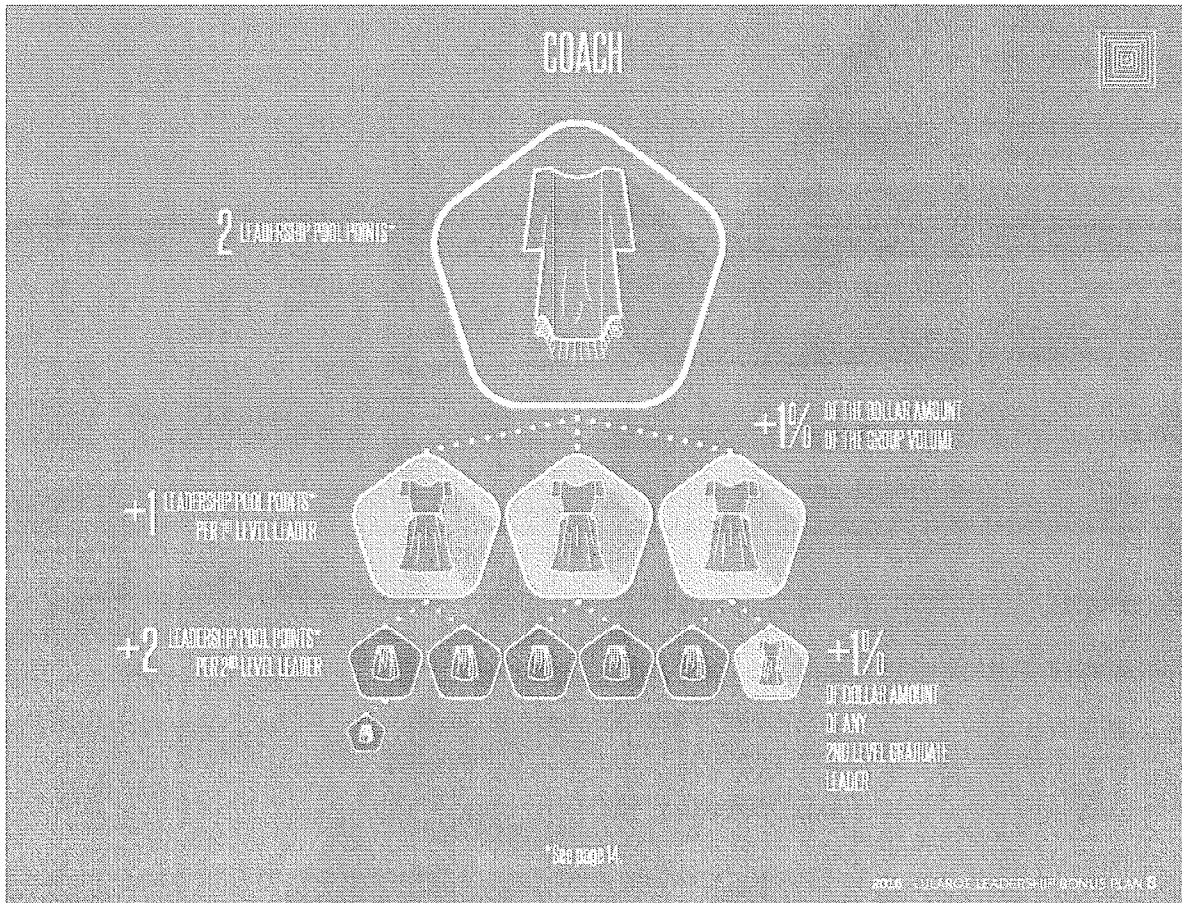 COACH
2 LEADERSHIP POOL POINTS*
+1% OF THE DOLLAR AMOUNT
OF THE GROUP VOLUME
+1 LEADERSHIP POOL POINTS*
PER 1ST LEVEL LEADER
+2 LEADERSHIP POOL POINTS*
PER 2ND LEVEL LEADER
+1%
OF DOLLAR AMOUNT
OF ANY
2ND LEVEL GRADUATE
LEADER
*See page 14.
2016 LULAROE LEADERSHIP BONUS PLAN